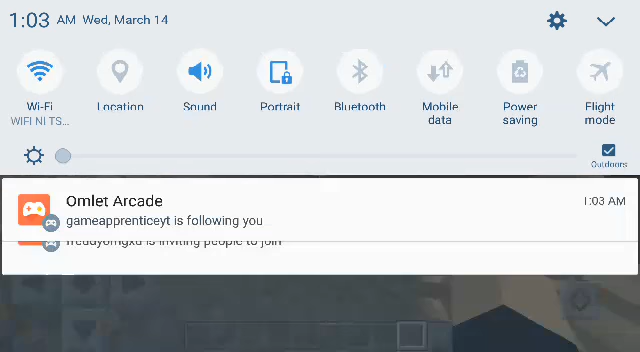 1:03 AM Wed, March 14
Wi-Fi
WIFI NI TS...
Location
Sound
Portrait
Bluetooth
Mobile data
Power saving
Flight mode
Outdoors
Omlet Arcade 1:03 AM
gameapprenticeyt is following you
is inviting people to join